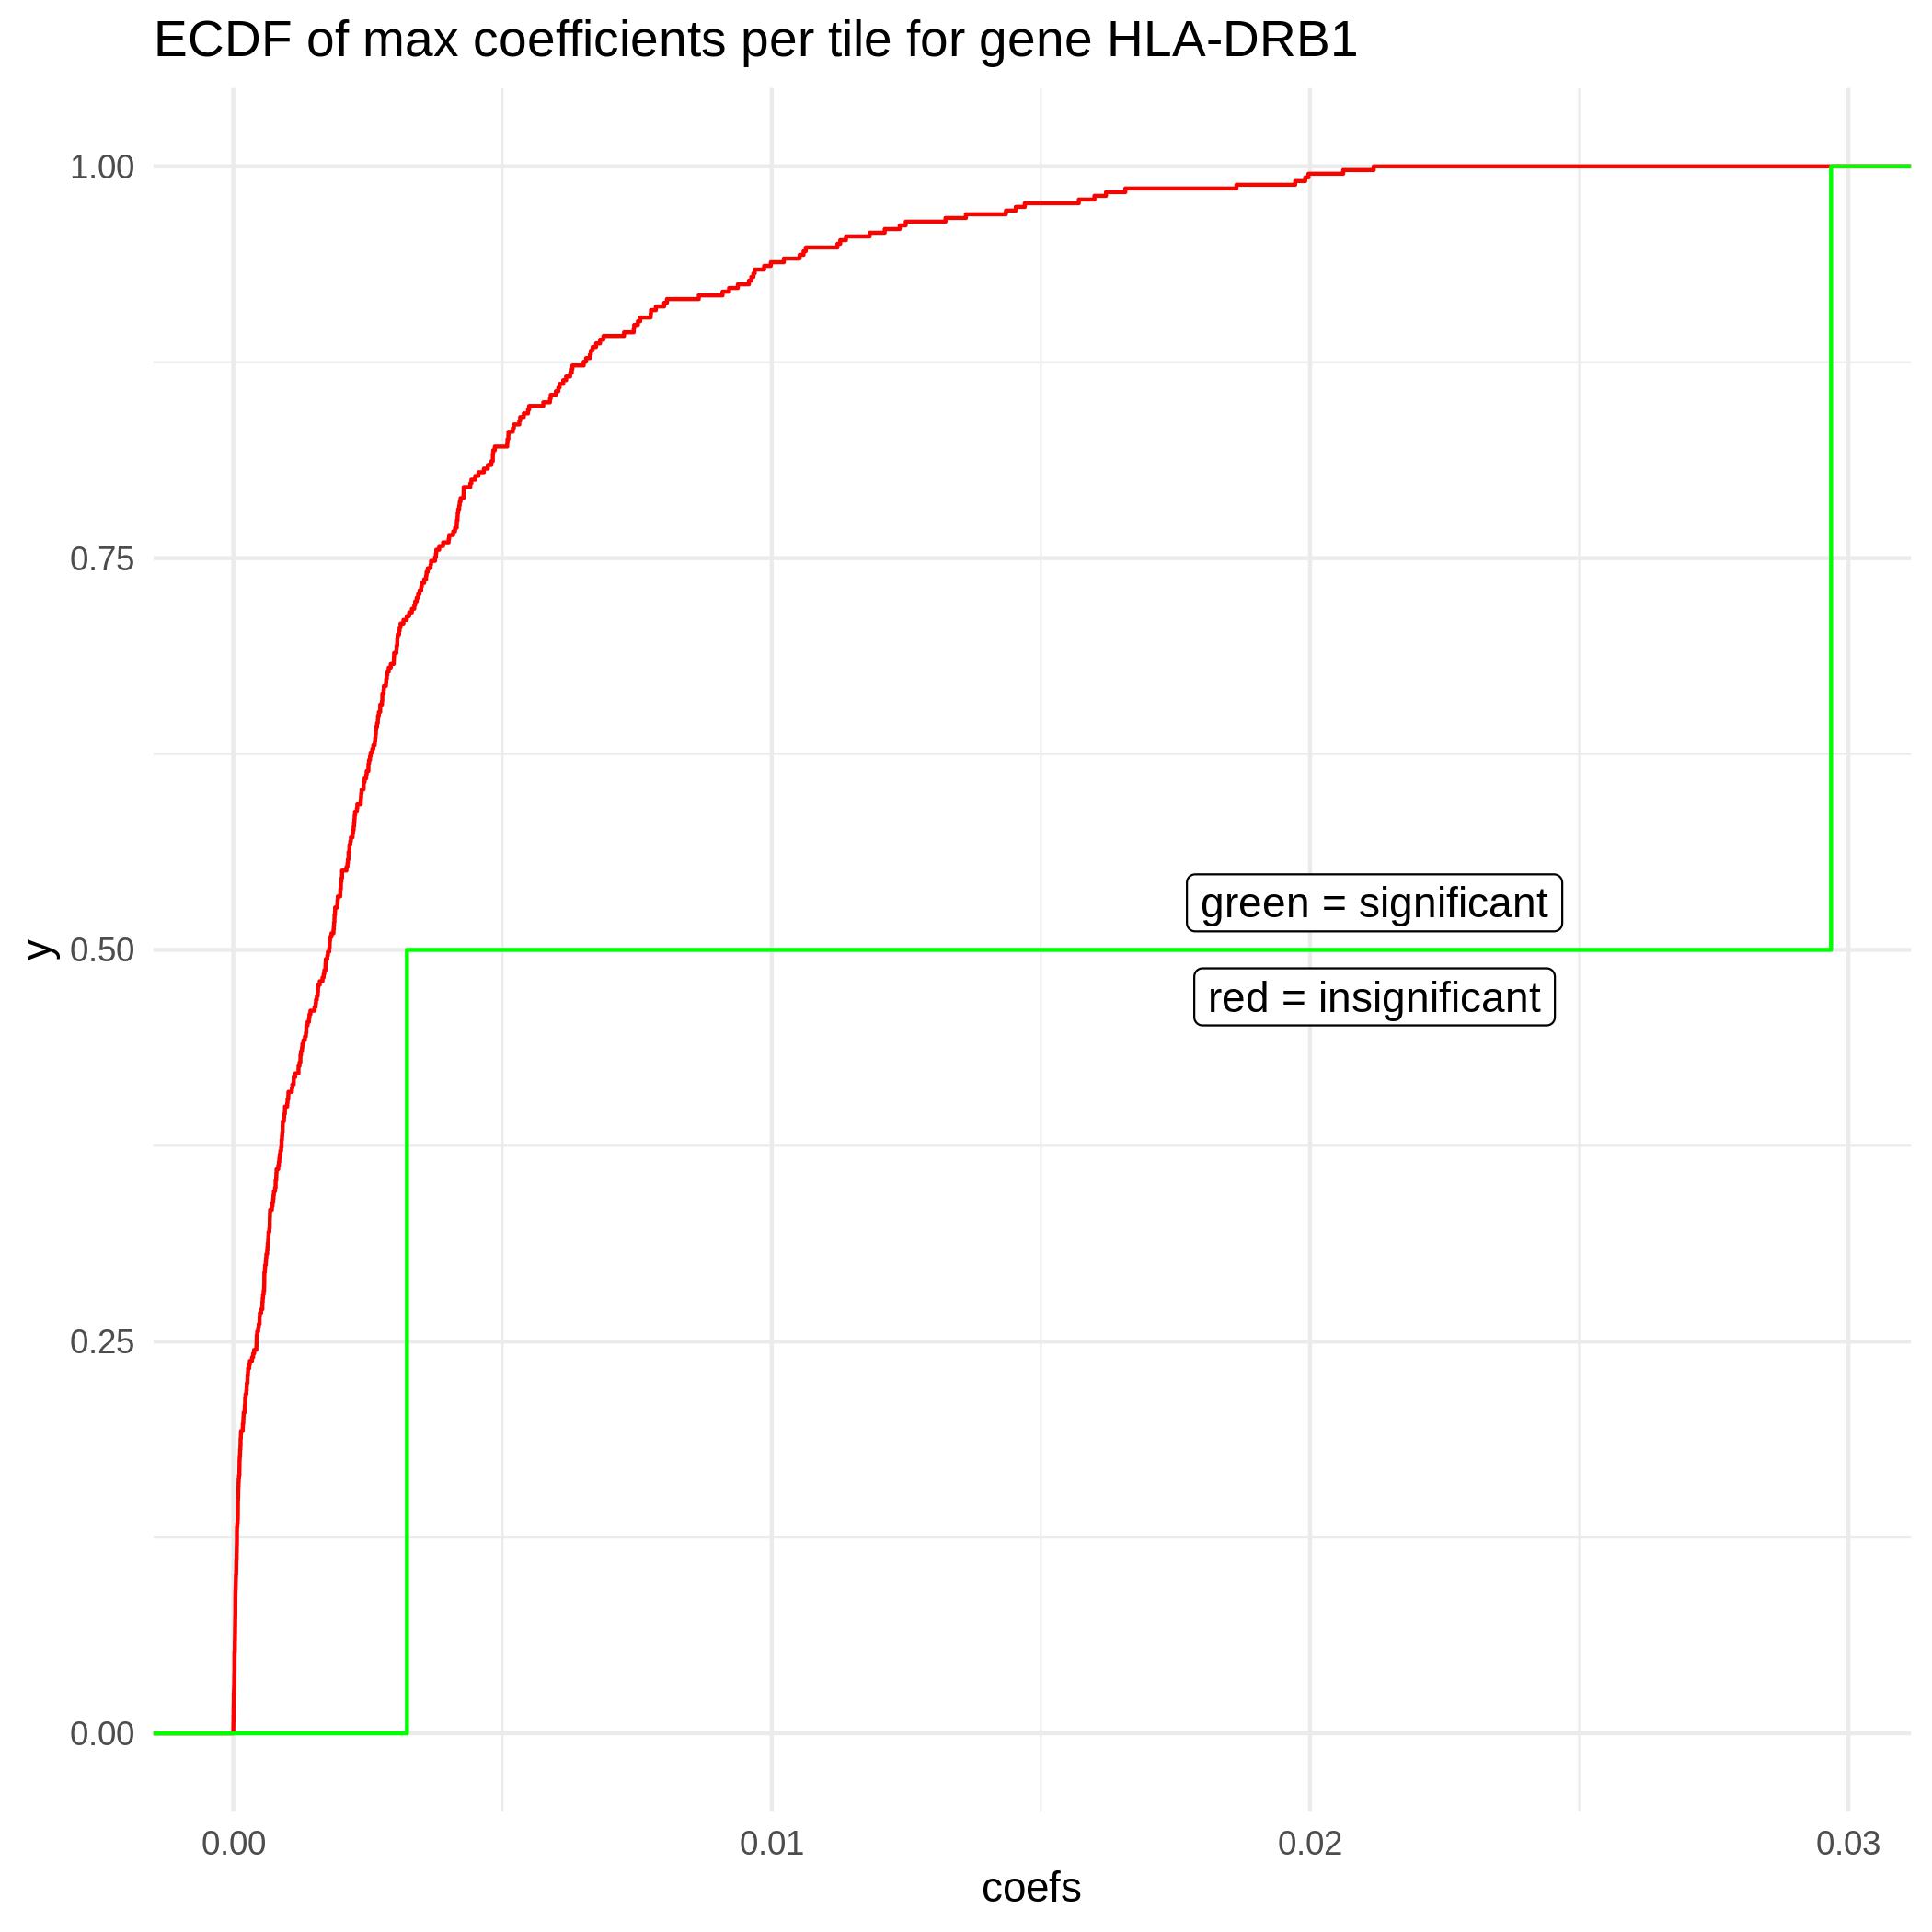 ECDF of max coefficients per tile for gene HLA-DRB1
1.00
0.75
0.50
0.25
0.00
y
green = significant
red = insignificant
0.00 0.01 0.02 0.03
coefs